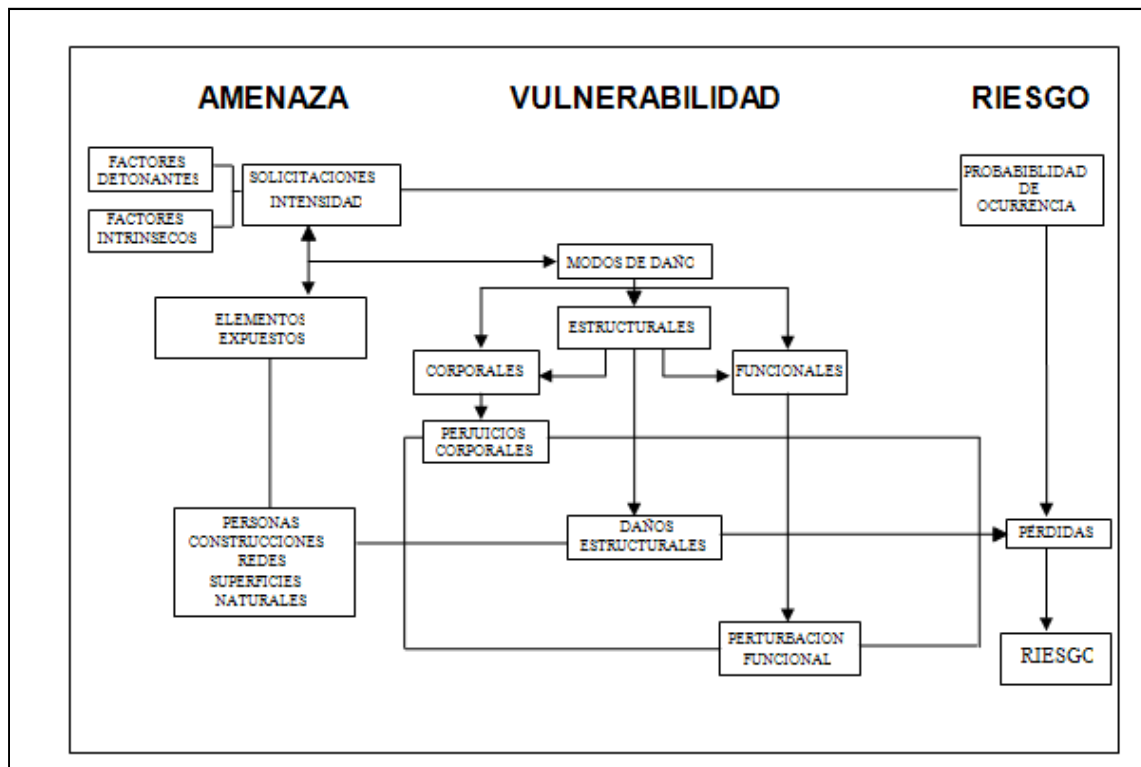 AMENAZA
VULNERABILIDAD
RIESGO
FACTORES
DETONANTES
FACTORES
INTRINSECOS
SOLICITACIONES
INTENSIDAD
PROBABIBLIDAD
DE
OCURRENCIA
MODOS DE DAÑC
ELEMENTOS
EXPUESTOS
ESTRUCTURALES
CORPORALES
FUNCIONALES
PERJUICIOS
CORPORALES
PERSONAS
CONSTRUCCIONES
REDES
SUPERFICIES
NATURALES
DAÑOS
ESTRUCTURALES
PÉRDIDAS
PERTURBACION
FUNCIONAL
RIESGC